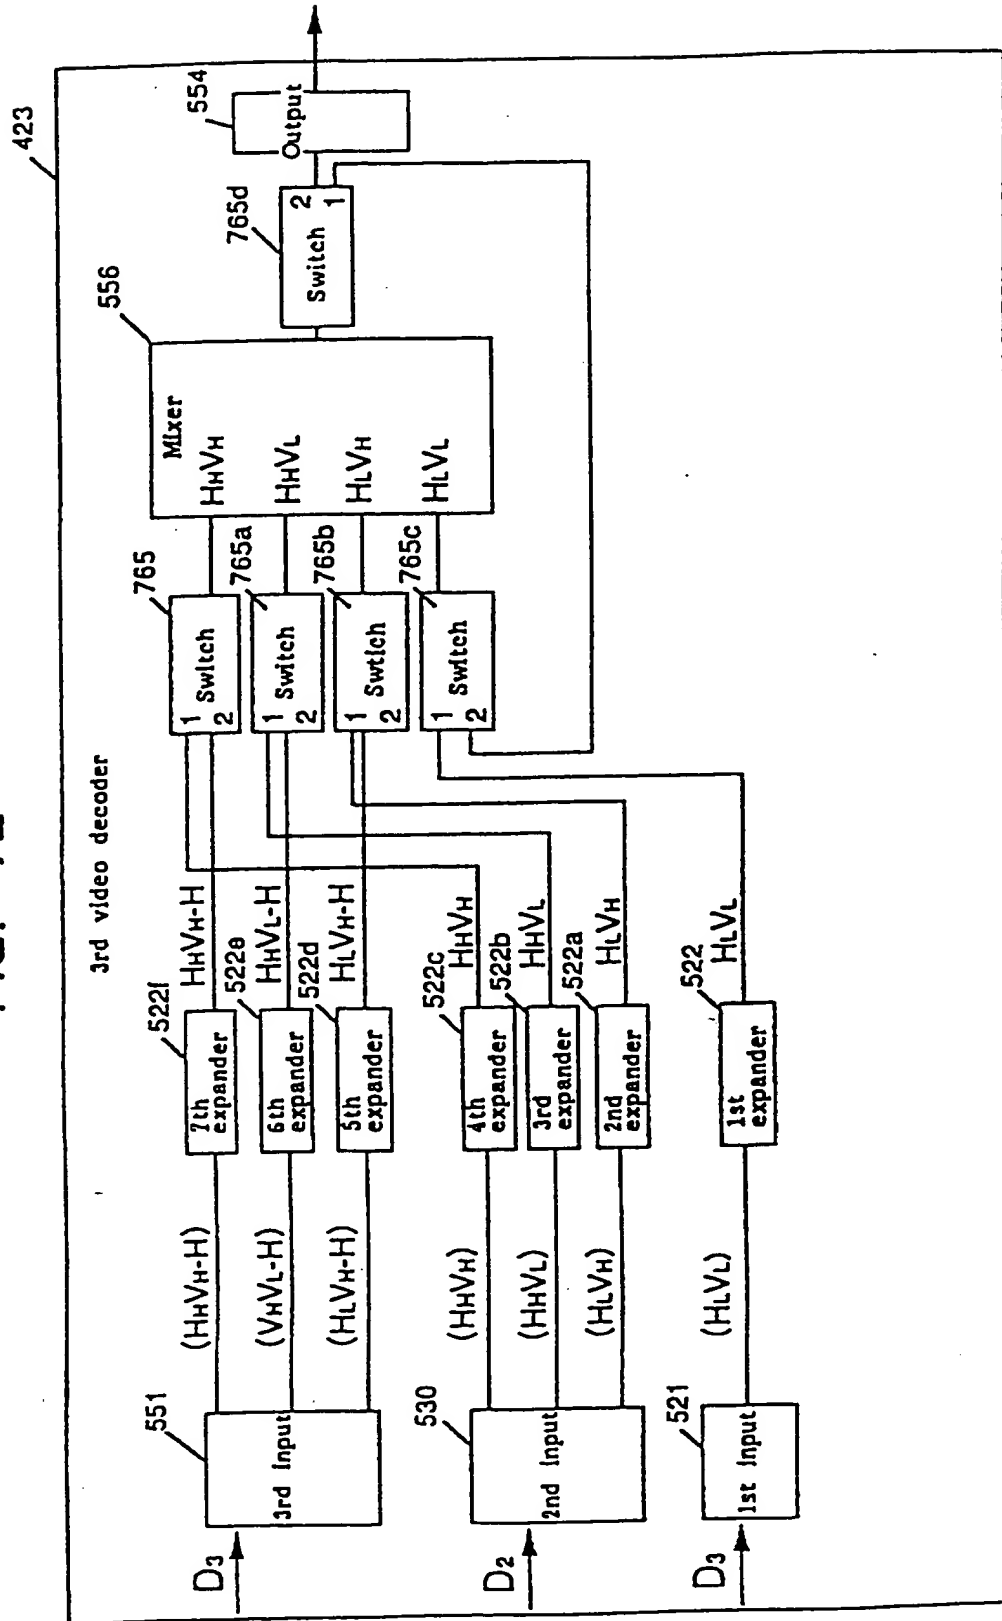 423
3rd video decoder
D3
551
3rd Input
(HHVH-H)
(VHVL-H)
(HLVH-H)
522f
7th
expander
522e
6th
expander
522d
5th
expander
HHVH-H
HHVL-H
HLVH-H
D2
530
2nd Input
(HHVH)
(HHVL)
(HLVH)
522c
4th
expander
522b
3rd
expander
522a
2nd
expander
HHVH
HHVL
HLVH
D3
521
1st Input
(HLVL)
522
1st
expander
HLVL
765
1
2
Switch
765a
1
2
Switch
765b
1
2
Swtich
765c
1
2
Switch
556
Mixer
HHVH
HHVL
HLVH
HLVL
765d
Switch
2
1
554
Output